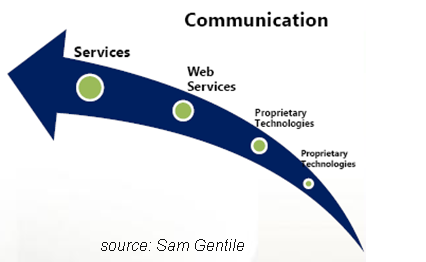 Communication
Services
Web
Services
Proprietary
Technologies
Proprietary
Technologies
source: Sam Gentile